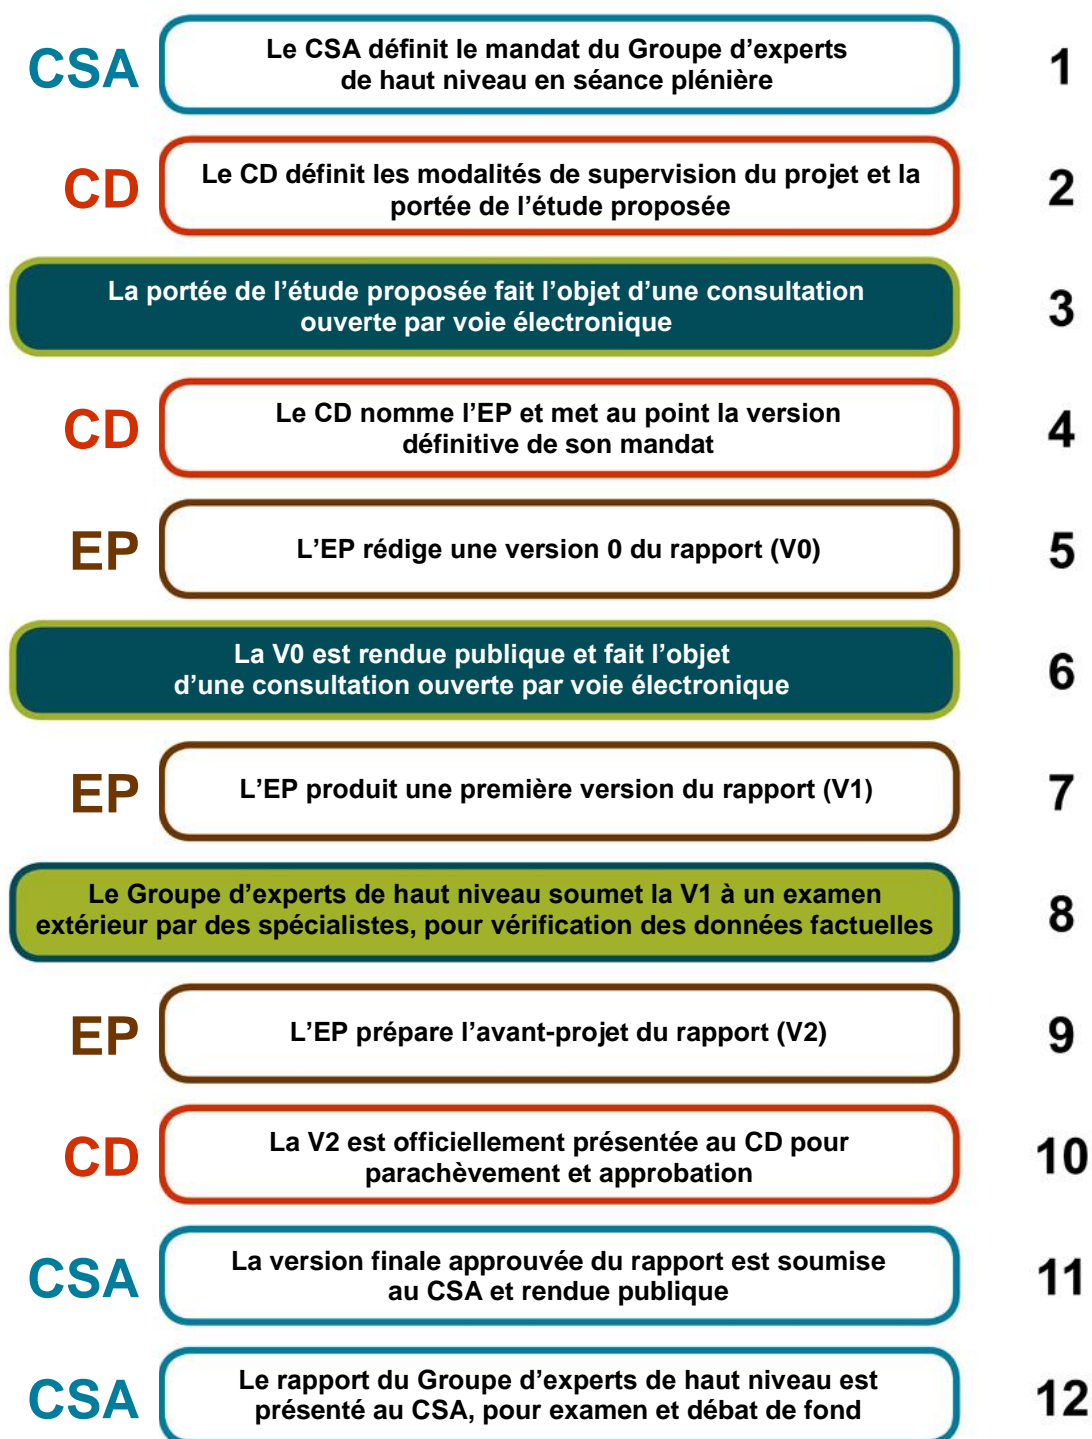 CSA
Le CSA définit le mandat du Groupe d’experts
de haut niveau en séance plénière
1
CD
Le CD définit les modalités de supervision du projet et la
portée de l’étude proposée
2
La portée de l’étude proposée fait l’objet d’une consultation
ouverte par voie électronique
3
CD
Le CD nomme l’EP et met au point la version
définitive de son mandat
4
EP
L’EP rédige une version 0 du rapport (V0)
5
La V0 est rendue publique et fait l’objet
d’une consultation ouverte par voie électronique
6
EP
L’EP produit une première version du rapport (V1)
7
Le Groupe d’experts de haut niveau soumet la V1 à un examen
extérieur par des spécialistes, pour vérification des données factuelles
8
EP
L’EP prépare l’avant-projet du rapport (V2)
9
CD
La V2 est officiellement présentée au CD pour
parachèvement et approbation
10
CSA
La version finale approuvée du rapport est soumise
au CSA et rendue publique
11
CSA
Le rapport du Groupe d’experts de haut niveau est
présenté au CSA, pour examen et débat de fond
12